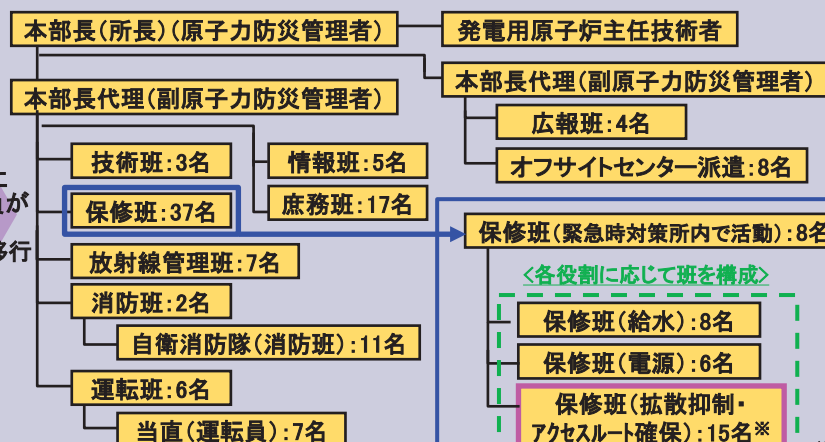 本部長(所長)(原子力防災管理者)
発電用原子炉主任技術者
本部長代理(副原子力防災管理者)
本部長代理(副原子力防災管理者)
広報班:4名
オフサイトセンター派遣:8名
技術班:3名
情報班:5名
が
保修班:37名
庶務班:17名
保修班(緊急時対策所内で活動):8名
移行
放射線管理班:7名
<各役割に応じて班を構成>
消防班:2名
保修班(給水):8名
自衛消防隊(消防班):11名
保修班(電源):6名
運転班:6名
保修班(拡散抑制・
アクセスルート確保):15名※
当直(運転員):7名